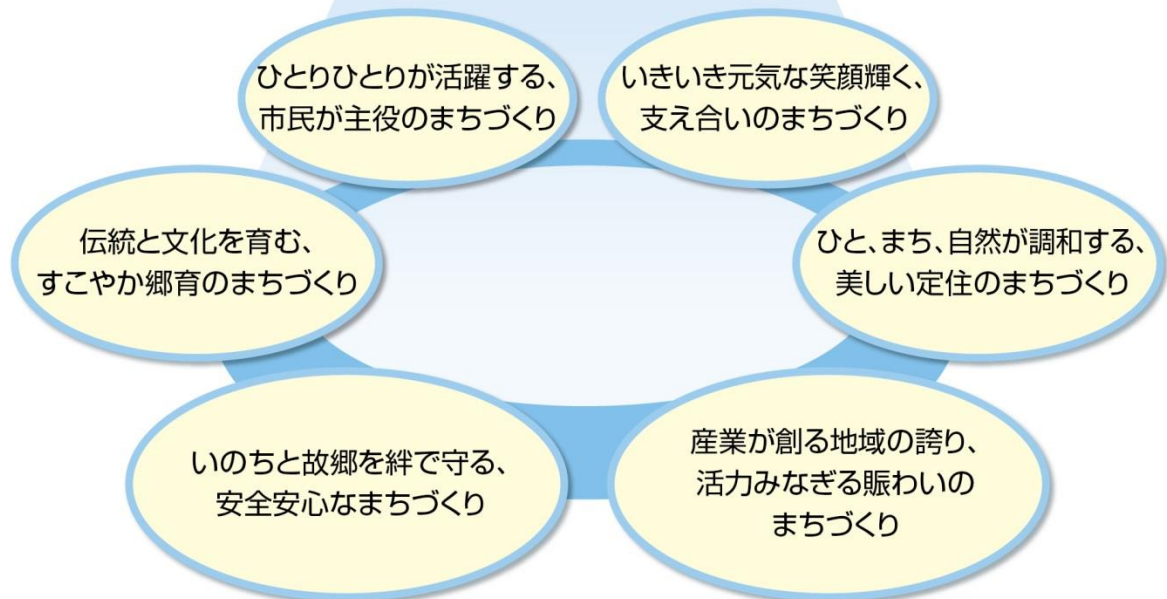 ひとりひとりが活躍する、
市民が主役のまちづくり
いきいき元気な笑顔輝く、
支え合いのまちづくり
伝統と文化を育む、
すこやか郷育のまちづくり
ひと、まち、自然が調和する、
美しい定住のまちづくり
いのちと故郷を絆で守る、
安全安心なまちづくり
産業が創る地域の誇り、
活力みなぎる賑わいの
まちづくり